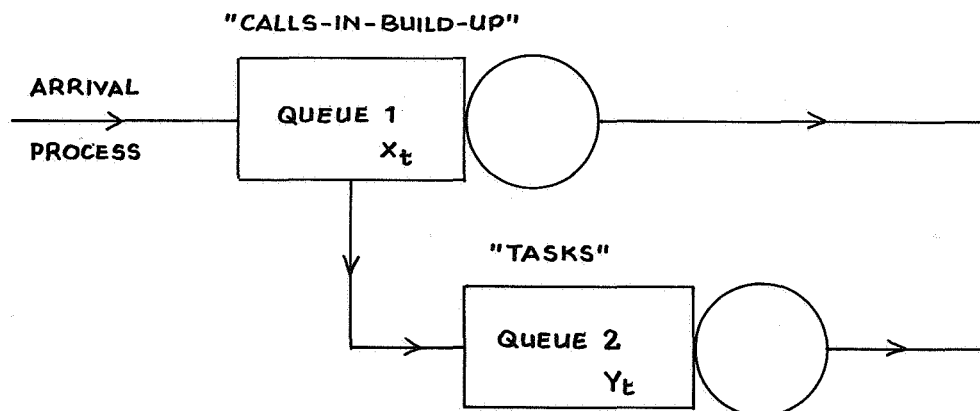 "CALLS-IN-BUILD-UP"
ARRIVAL
PROCESS
QUEUE 1
Xt
"TASKS"
QUEUE 2
Yt